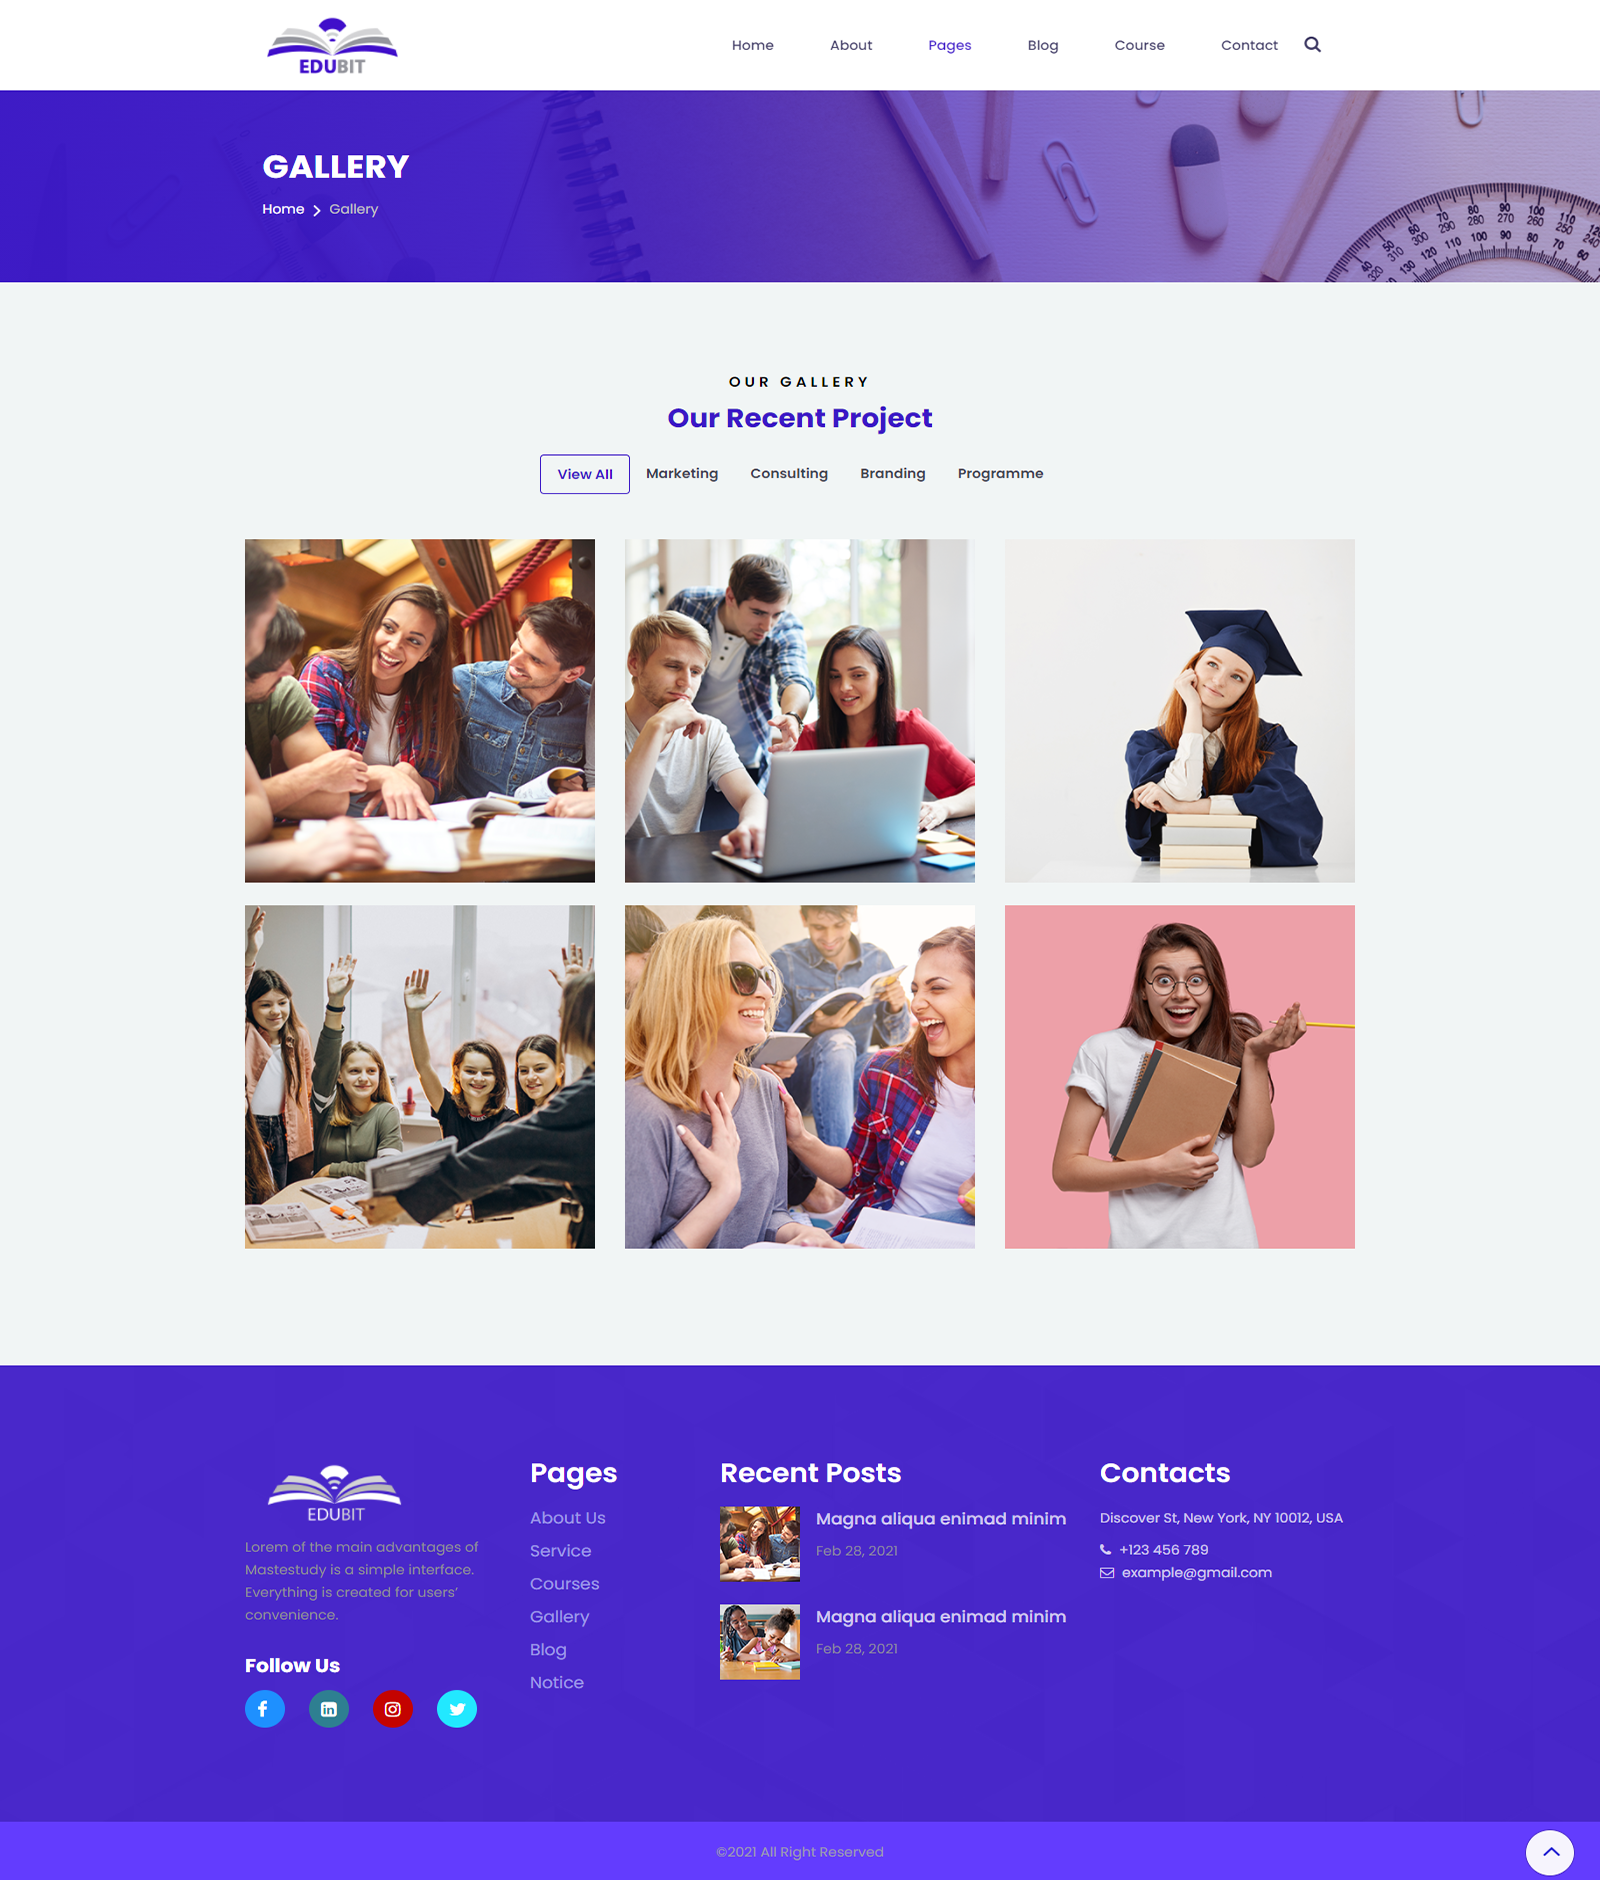 EDUBIT
Home
About
Pages
Blog
Course
Contact
GALLERY
Home
Gallery
OUR GALLERY
Our Recent Project
View All
Marketing
Consulting
Branding
Programme
EDUBIT
Lorem of the main advantages of
Mastestudy is a simple interface.
Everything is created for users’
convenience.
Follow Us
Pages
About Us
Service
Courses
Gallery
Blog
Notice
Recent Posts
Magna aliqua enimad minim
Feb 28, 2021
Magna aliqua enimad minim
Feb 28, 2021
Contacts
Discover St, New York, NY 10012, USA
+123 456 789
example@gmail.com
©2021 All Right Reserved